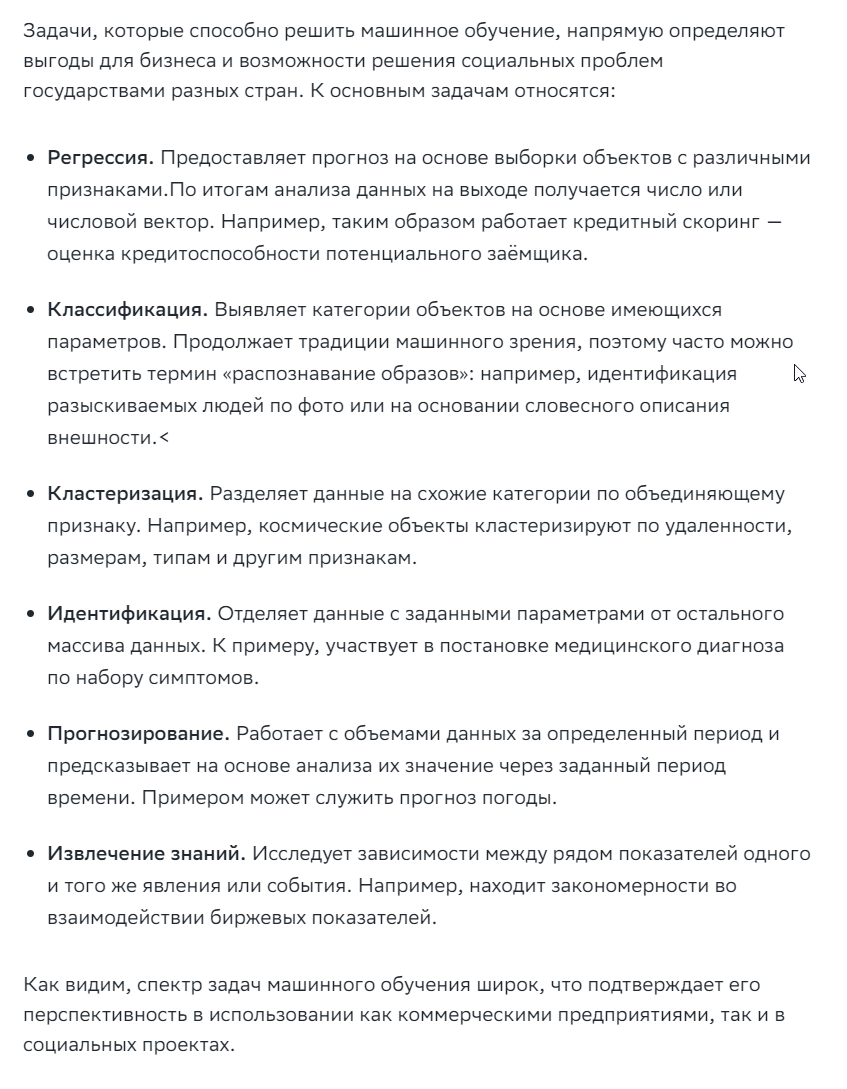 Задачи, которые способно решить машинное обучение, напрямую определяют
выгоды для бизнеса и возможности решения социальных проблем
государствами разных стран. К основным задачам относятся:
• Регрессия. Предоставляет прогноз на основе выборки объектов с различными
признаками.По итогам анализа данных на выходе получается число или
числовой вектор. Например, таким образом работает кредитный скоринг —
оценка кредитоспособности потенциального заёмщика.
• Классификация. Выявляет категории объектов на основе имеющихся
параметров. Продолжает традиции машинного зрения, поэтому часто можно
встретить термин «распознавание образов»: например, идентификация
разыскиваемых людей по фото или на основании словесного описания
внешности.<
• Кластеризация. Разделяет данные на схожие категории по объединяющему
признаку. Например, космические объекты кластеризируют по удаленности,
размерам, типам и другим признакам.
• Идентификация. Отделяет данные с заданными параметрами от остального
массива данных. К примеру, участвует в постановке медицинского диагноза
по набору симптомов.
• Прогнозирование. Работает с объемами данных за определенный период и
предсказывает на основе анализа их значение через заданный период
времени. Примером может служить прогноз погоды.
• Извлечение знаний. Исследует зависимости между рядом показателей одного
и того же явления или события. Например, находит закономерности во
взаимодействии биржевых показателей.
Как видим, спектр задач машинного обучения широк, что подтверждает его
перспективность в использовании как коммерческими предприятиями, так и в
социальных проектах.